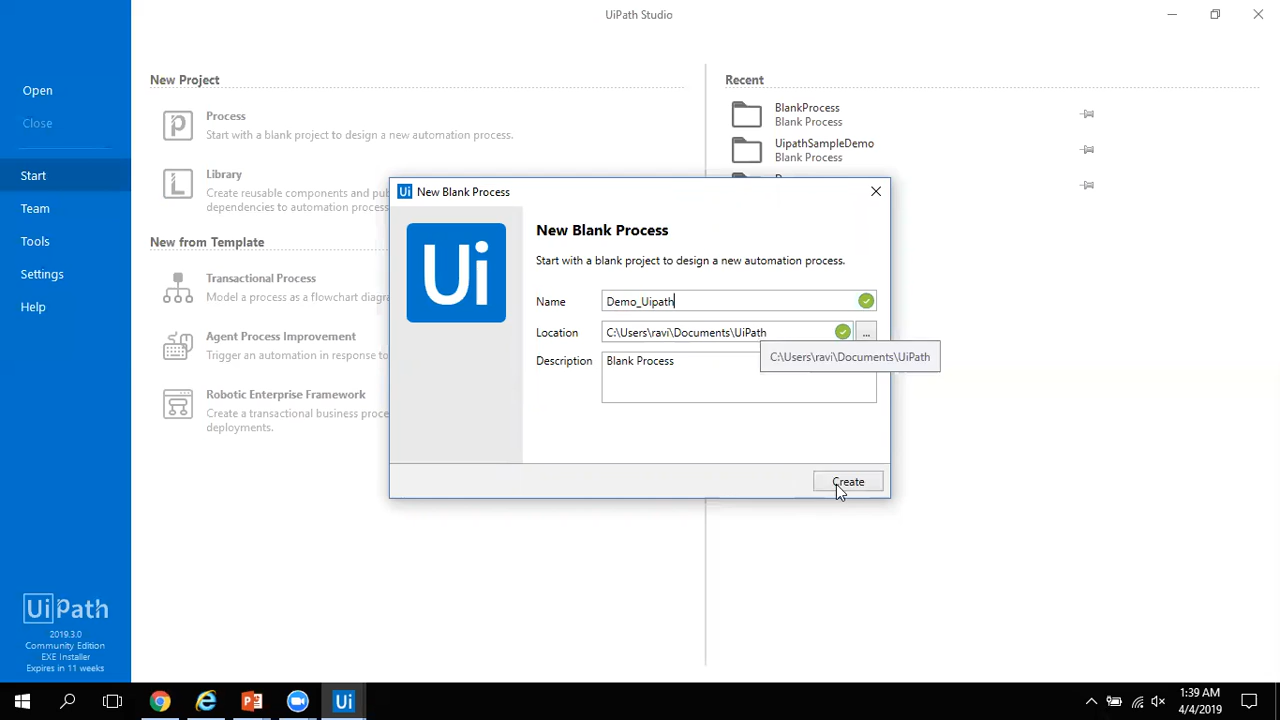 UiPath Studio
Open
Close
Start
Team
Tools
Settings
Help
UiPath
2019.3.0
Community Edition
EXE Installer
Expires in 11 weeks
New Project
Process
Start with a blank project to design a new automation process.
Library
Create reusable components and
dependencies to automation process
New from Template
Transactional Process
Model a process as a flowchart
Agent Process Improvement
Trigger an automation in response to
Robotic Enterprise Framework
Create a transactional business
deployments.
Recent
BlankProcess
Blank Process
UipathSampleDemo
Blank Process
Ui New Blank Process
Ui
New Blank Process
Start with a blank project to design a new automation process.
Name Demo_Uipath
Location C:\Users\ravi\Documents\UiPath ...
C:\Users\ravi\Documents\UiPath
Description Blank Process
Create
Ui
1:39 AM
4/4/2019